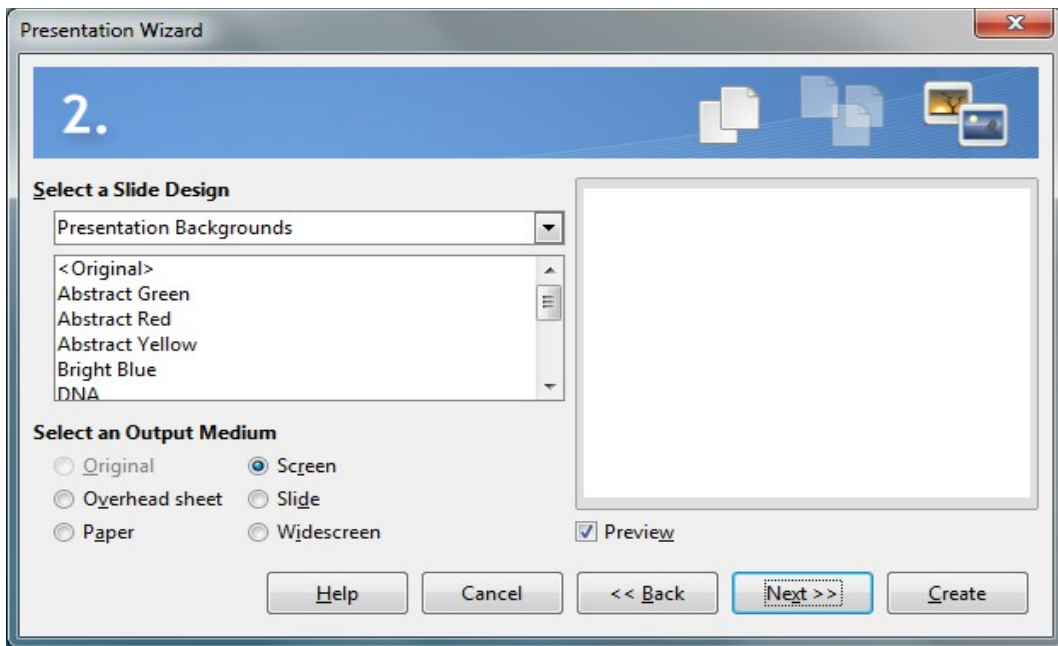 Presentation Wizard
2.
Select a Slide Design
Presentation Backgrounds
<Original>
Abstract Green
Abstract Red
Abstract Yellow
Bright Blue
DNA
Select an Output Medium
Original Screen
Overhead sheet Slide
Paper Widescreen
Preview
Help Cancel << Back Next >> Create